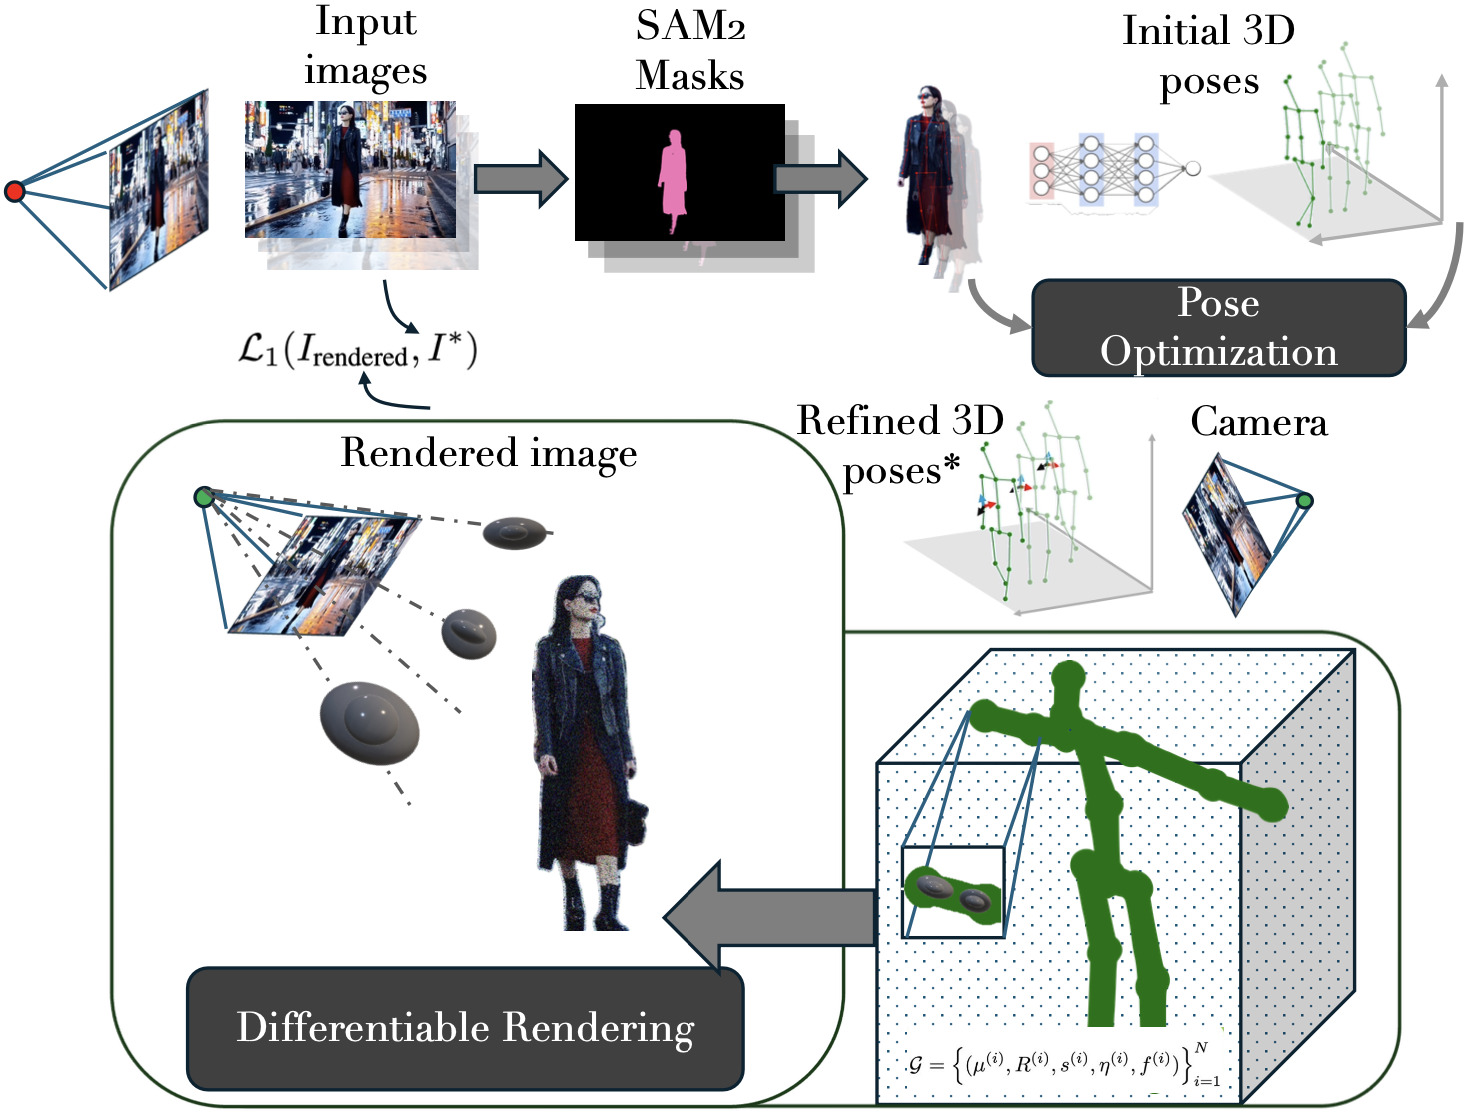 Input
images
SAM2
Masks
Initial 3D
poses
Pose
Optimization
$\mathcal{L}_1(I_{\text{rendered}}, I^*)$
Refined 3D
poses*
Camera
Rendered image
Differentiable Rendering
$\mathcal{G} = \left\{(\mu^{(i)}, R^{(i)}, s^{(i)}, \eta^{(i)}, f^{(i)})\right\}_{i=1}^{N}$